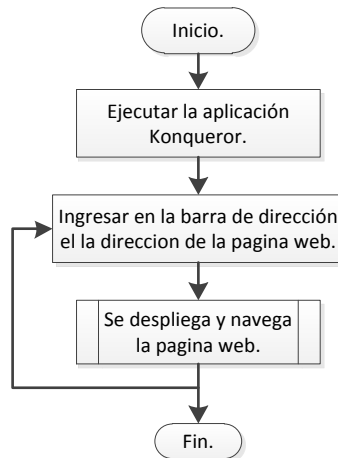 Inicio.
Ejecutar la aplicación
Konqueror.
Ingresar en la barra de dirección
el la direccion de la pagina web.
Se despliega y navega
la pagina web.
Fin.